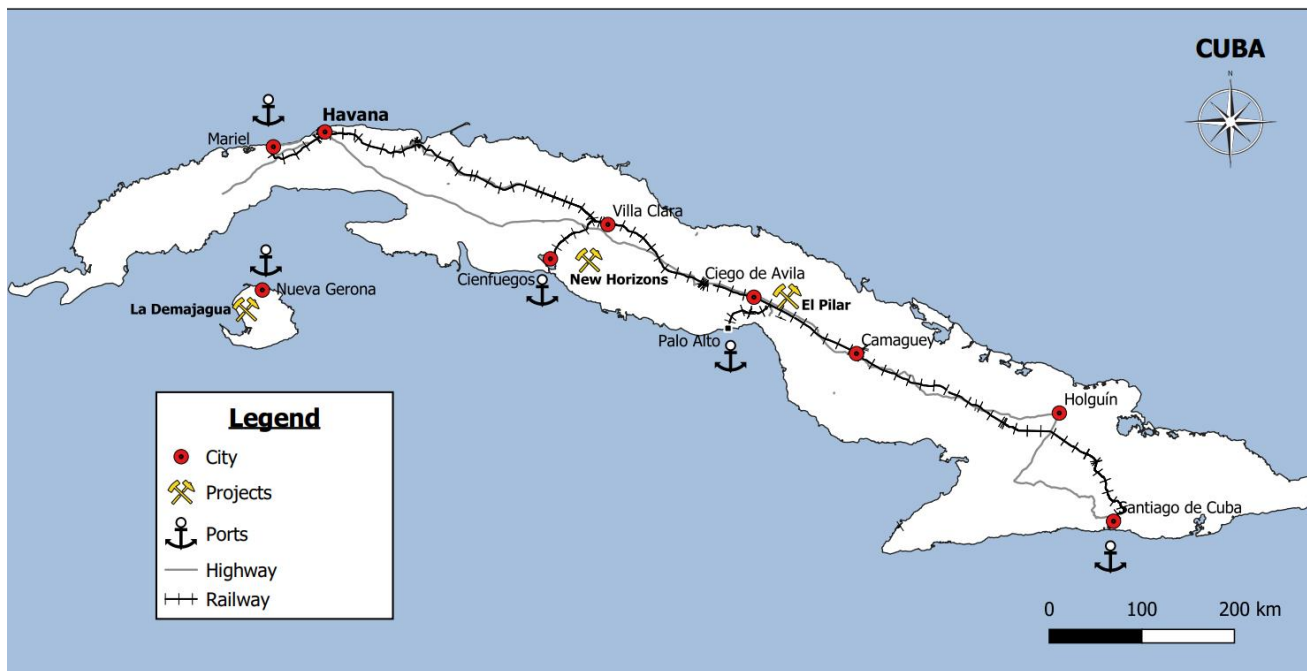 CUBA
N
Havana
Mariel
Villa Clara
Cienfuegos
New Horizons
Ciego de Avila
El Pilar
Nueva Gerona
La Demajagua
Palo Alto
Camaguey
Holguín
Santiago de Cuba
Legend
City
Projects
Ports
Highway
Railway
0 100 200 km